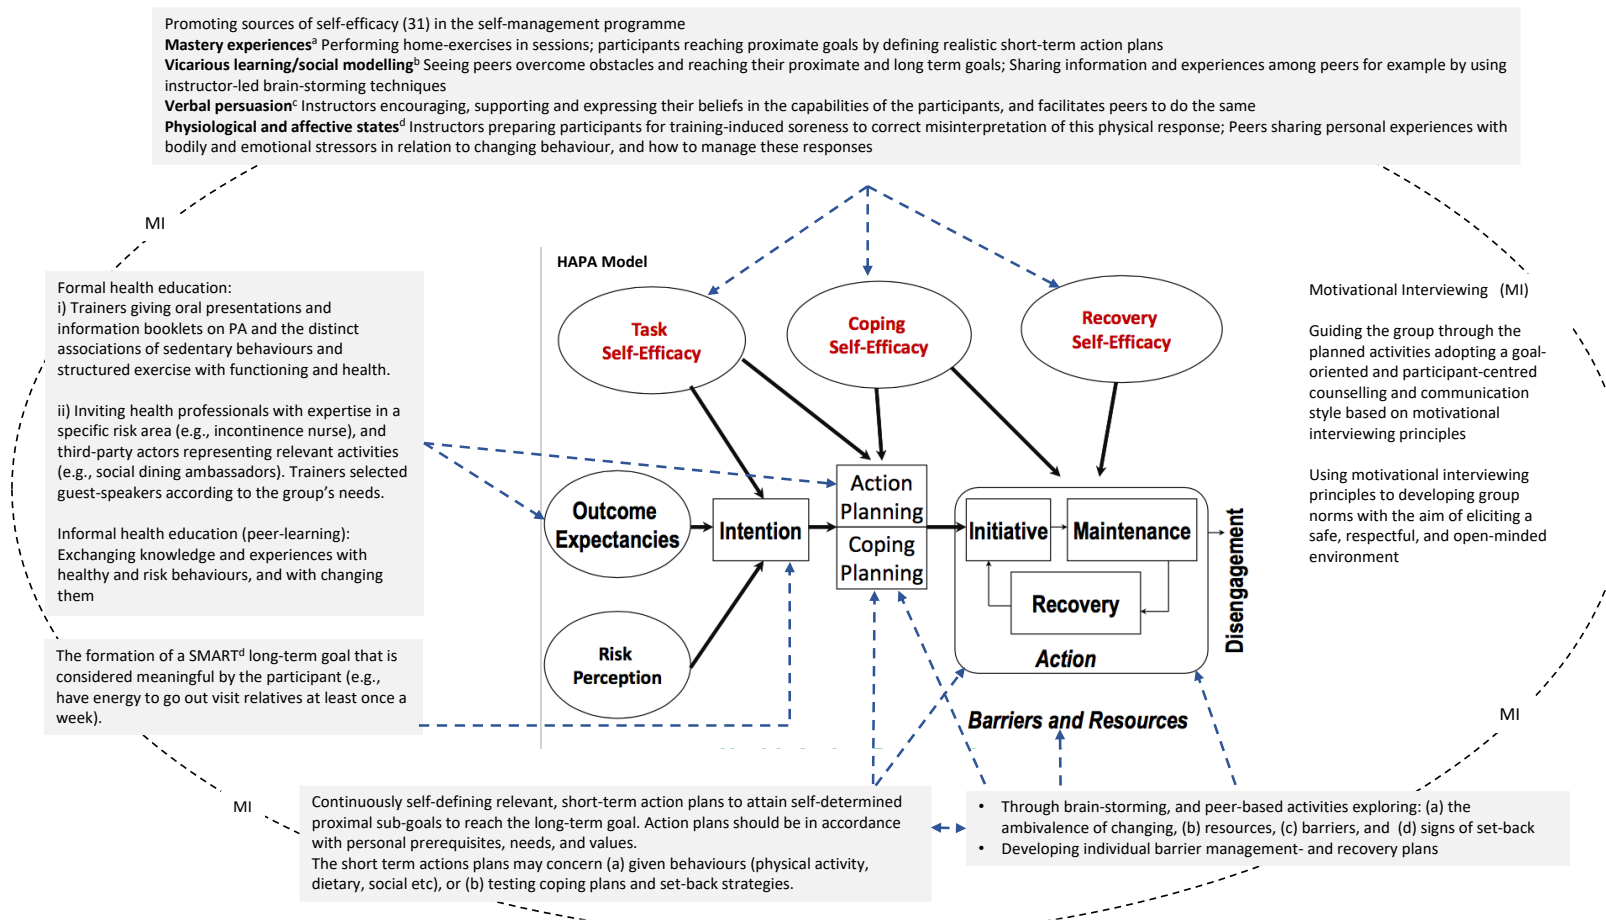 Promoting sources of self-efficacy (31) in the self-management programme
Mastery experiencesᵃ Performing home-exercises in sessions; participants reaching proximate goals by defining realistic short-term action plans
Vicarious learning/social modellingᵇ Seeing peers overcome obstacles and reaching their proximate and long term goals; Sharing information and experiences among peers for example by using
instructor-led brain-storming techniques
Verbal persuasionᶜ Instructors encouraging, supporting and expressing their beliefs in the capabilities of the participants, and facilitates peers to do the same
Physiological and affective statesᵈ Instructors preparing participants for training-induced soreness to correct misinterpretation of this physical response; Peers sharing personal experiences with
bodily and emotional stressors in relation to changing behaviour, and how to manage these responses
MI
Formal health education:
i) Trainers giving oral presentations and
information booklets on PA and the distinct
associations of sedentary behaviours and
structured exercise with functioning and health.
ii) Inviting health professionals with expertise in a
specific risk area (e.g., incontinence nurse), and
third-party actors representing relevant activities
(e.g., social dining ambassadors). Trainers selected
guest-speakers according to the group's needs.
Informal health education (peer-learning):
Exchanging knowledge and experiences with
healthy and risk behaviours, and with changing
them
The formation of a SMARTᵈ long-term goal that is
considered meaningful by the participant (e.g.,
have energy to go out visit relatives at least once a
week).
HAPA Model
Task
Self-Efficacy
Coping
Self-Efficacy
Recovery
Self-Efficacy
Outcome
Expectancies
Intention
Action
Planning
Coping
Planning
Initiative
Maintenance
Recovery
Action
Disengagement
Risk
Perception
Barriers and Resources
Motivational Interviewing (MI)
Guiding the group through the
planned activities adopting a goal-
oriented and participant-centred
counselling and communication
style based on motivational
interviewing principles
Using motivational interviewing
principles to developing group
norms with the aim of eliciting a
safe, respectful, and open-minded
environment
MI
MI
Continuously self-defining relevant, short-term action plans to attain self-determined
proximal sub-goals to reach the long-term goal. Action plans should be in accordance
with personal prerequisites, needs, and values.
The short term actions plans may concern (a) given behaviours (physical activity,
dietary, social etc), or (b) testing coping plans and set-back strategies.
• Through brain-storming, and peer-based activities exploring: (a) the
ambivalence of changing, (b) resources, (c) barriers, and (d) signs of set-back
• Developing individual barrier management- and recovery plans